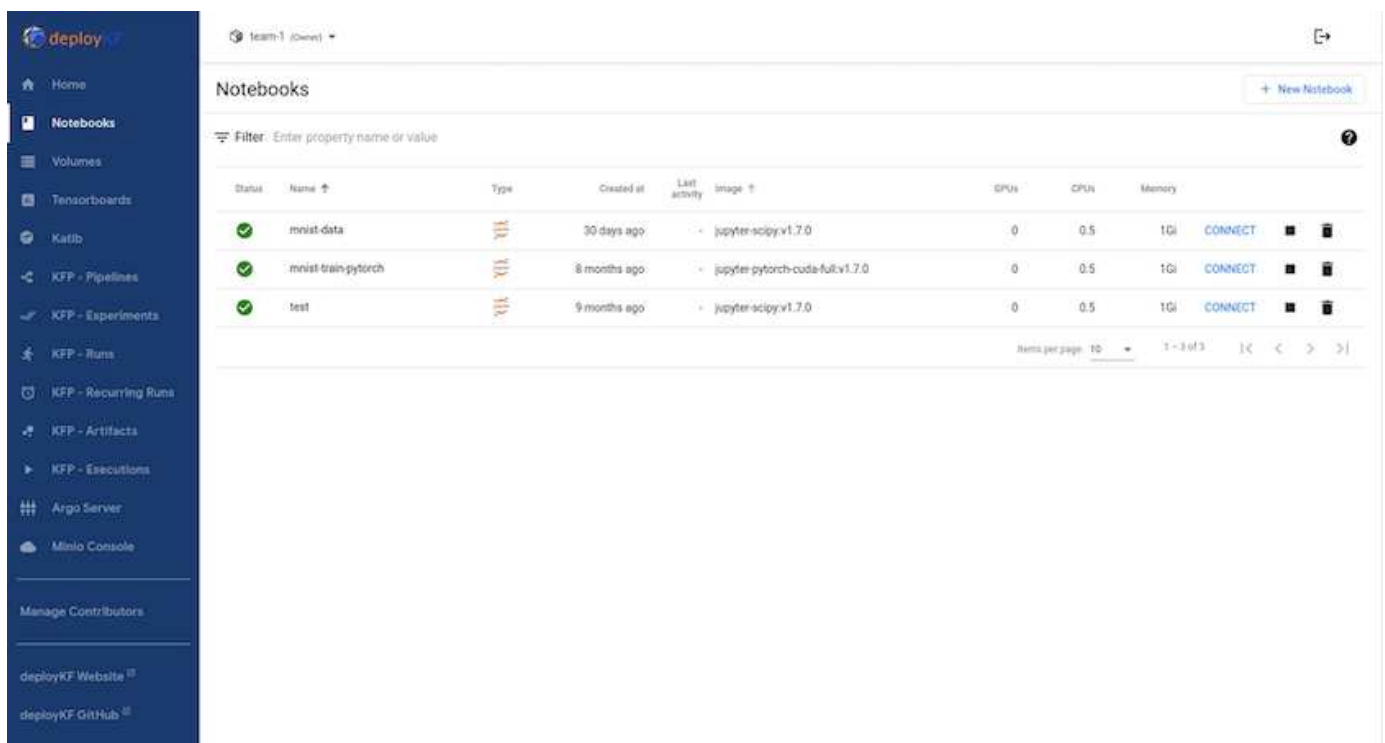 deployKF
team-1 (Owner)
Home
Notebooks
Volumes
Tensorboards
Katib
KFP - Pipelines
KFP - Experiments
KFP - Runs
KFP - Recurring Runs
KFP - Artifacts
KFP - Executions
Argo Server
Minio Console
Manage Contributors
deployKF Website
deployKF GitHub
Notebooks
+ New Notebook
Filter Enter property name or value
Status Name Type Created at Last activity Image GPUs CPUs Memory
mnist-data 30 days ago - jupyter-scipy:v1.7.0 0 0.5 1Gi CONNECT
mnist-train-pytorch 8 months ago - jupyter-pytorch-cuda-full:v1.7.0 0 0.5 1Gi CONNECT
test 9 months ago - jupyter-scipy:v1.7.0 0 0.5 1Gi CONNECT
Items per page: 10 1 – 3 of 3